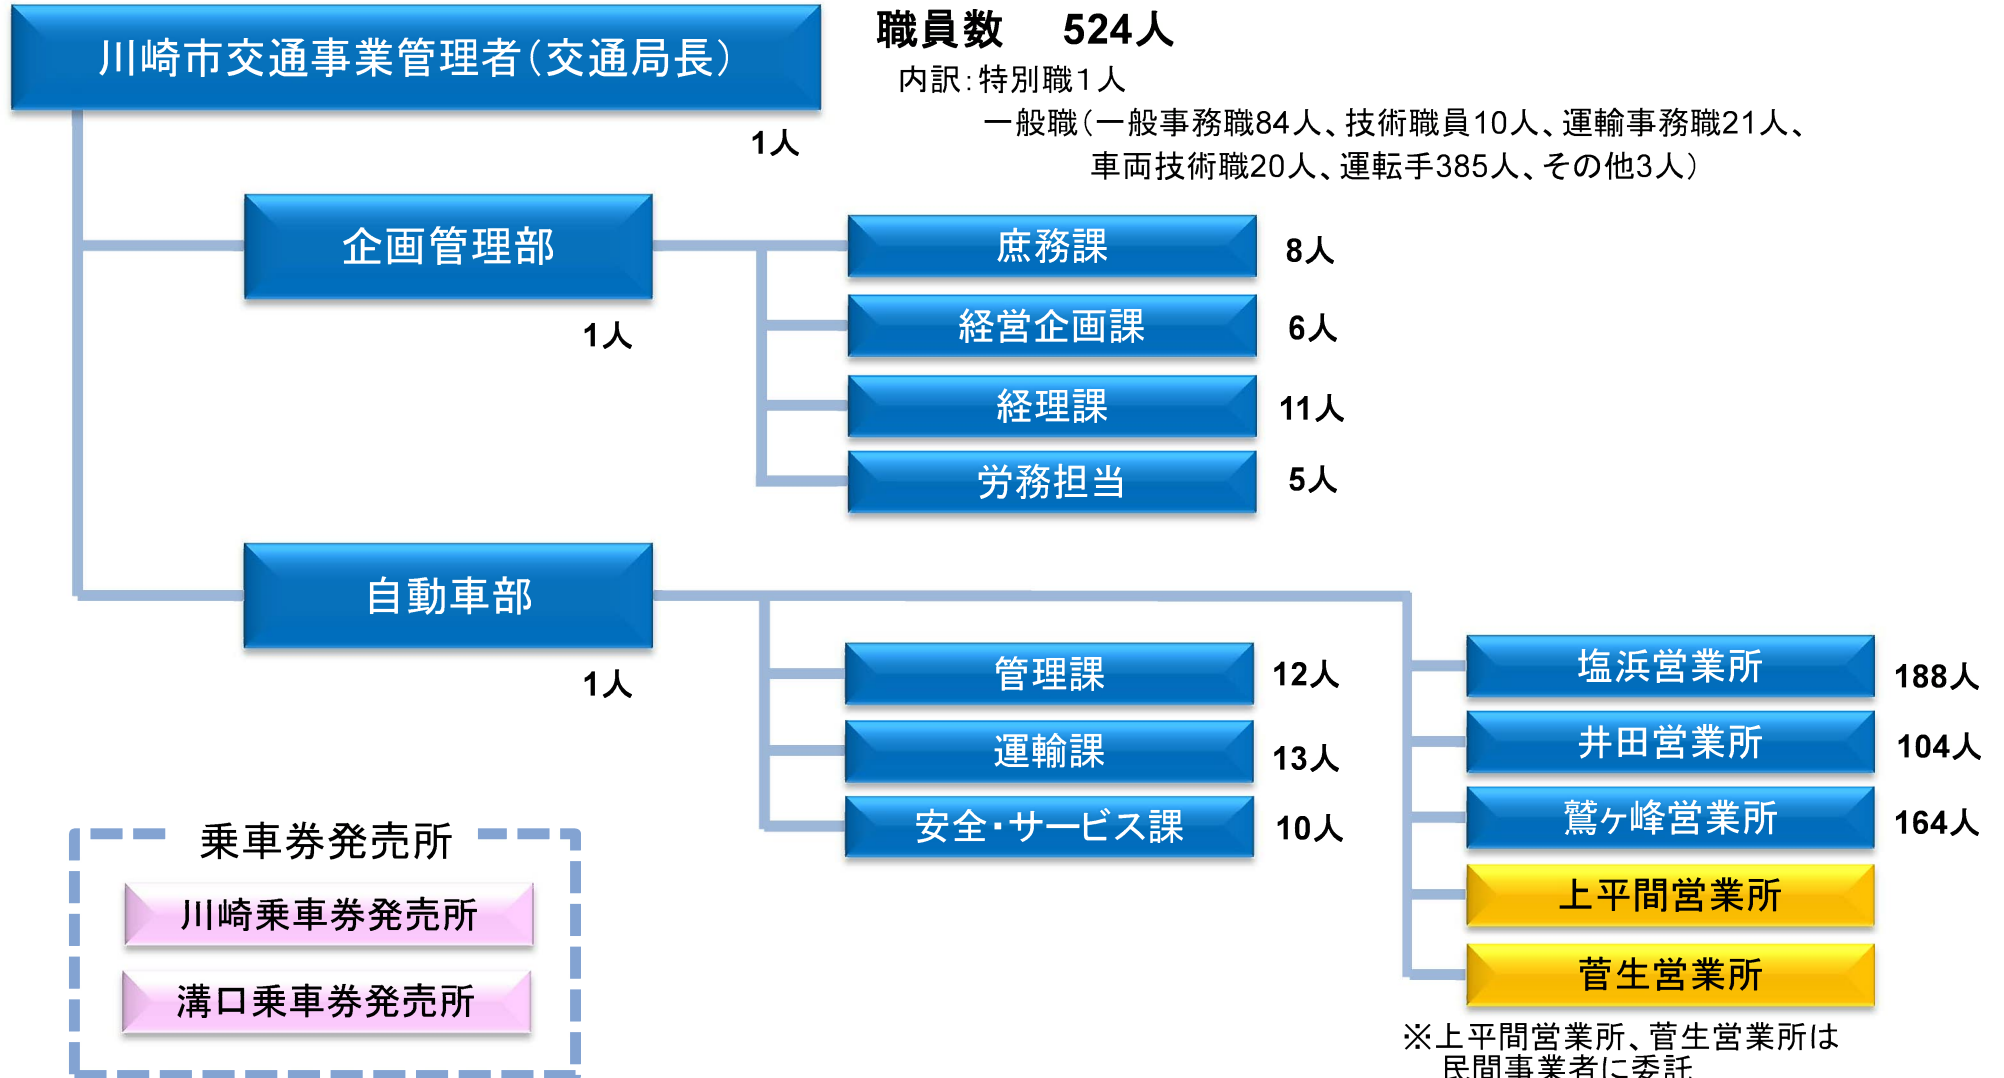 川崎市交通事業管理者（交通局長）
1人
職員数　524人
内訳：特別職１人
一般職（一般事務職84人、技術職員10人、運輸事務職21人、
車両技術職20人、運転手385人、その他3人）
企画管理部
1人
庶務課 8人
経営企画課 6人
経理課 11人
労務担当 5人
自動車部
1人
管理課 12人
運輸課 13人
安全・サービス課 10人
塩浜営業所 188人
井田営業所 104人
鷲ヶ峰営業所 164人
上平間営業所
菅生営業所
※上平間営業所、菅生営業所は
民間事業者に委託
乗車券発売所
川崎乗車券発売所
溝口乗車券発売所